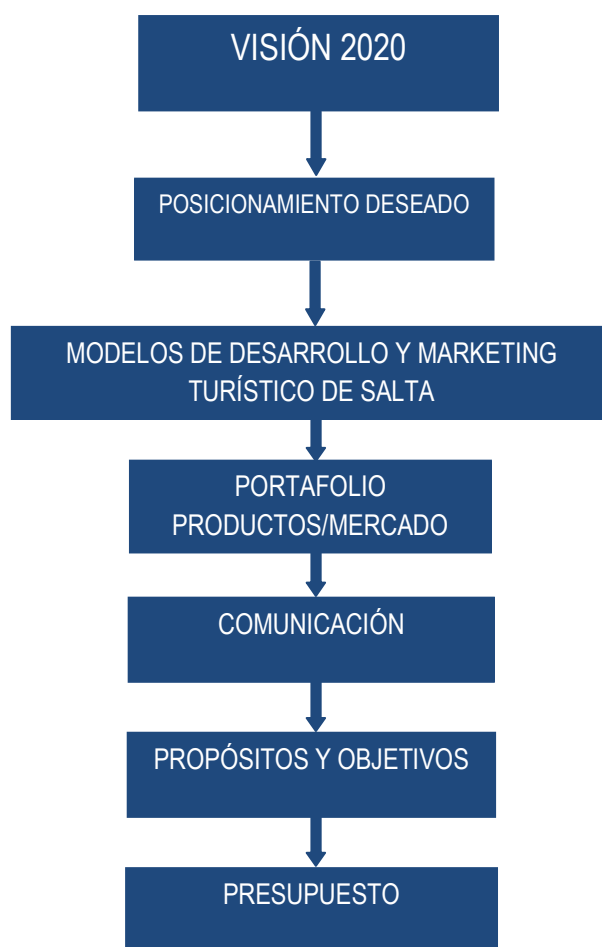 VISIÓN 2020
POSICIONAMIENTO DESEADO
MODELOS DE DESARROLLO Y MARKETING
TURÍSTICO DE SALTA
PORTAFOLIO
PRODUCTOS/MERCADO
COMUNICACIÓN
PROPÓSITOS Y OBJETIVOS
PRESUPUESTO